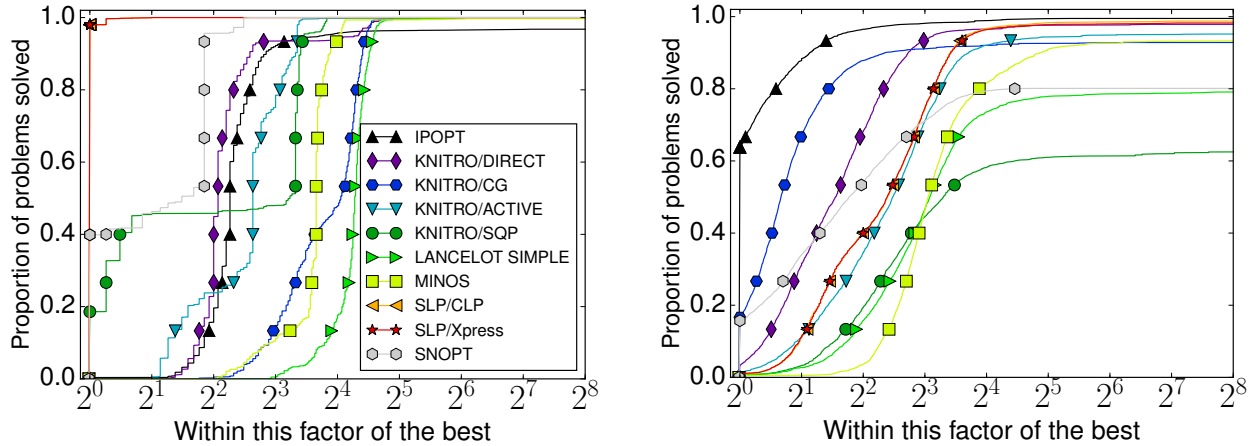 1.0
0.8
0.6
0.4
0.2
0.0
Proportion of problems solved
2^0 2^1 2^2 2^3 2^4 2^5 2^6 2^7 2^8
Within this factor of the best
IPOPT
KNITRO/DIRECT
KNITRO/CG
KNITRO/ACTIVE
KNITRO/SQP
LANCELOT SIMPLE
MINOS
SLP/CLP
SLP/Xpress
SNOPT
1.0
0.8
0.6
0.4
0.2
0.0
Proportion of problems solved
2^0 2^1 2^2 2^3 2^4 2^5 2^6 2^7 2^8
Within this factor of the best